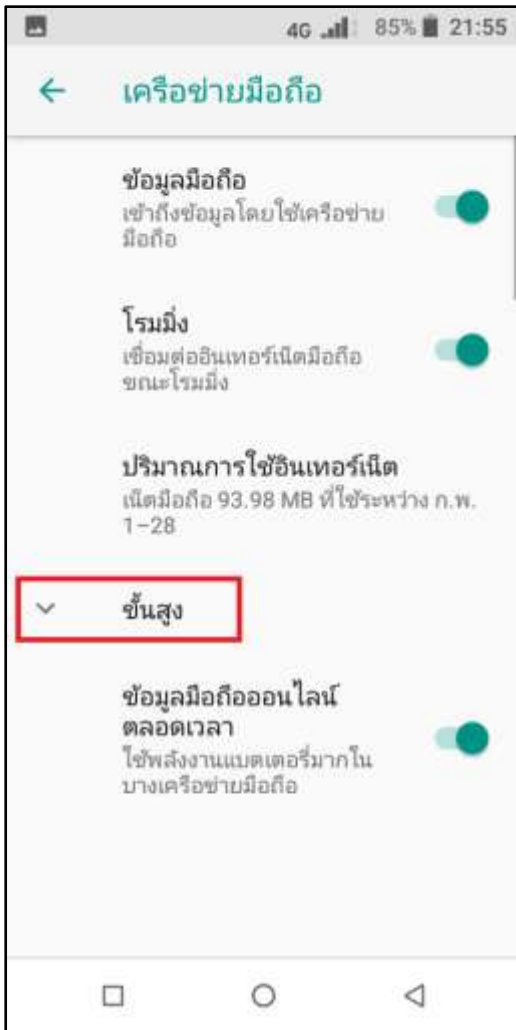 4G 85% 21:55
เครือข่ายมือถือ
ข้อมูลมือถือ
เข้าถึงข้อมูลโดยใช้เครือข่าย
มือถือ
โรมมิ่ง
เชื่อมต่ออินเทอร์เน็ตมือถือ
ขณะโรมมิ่ง
ปริมาณการใช้อินเทอร์เน็ต
เน็ตมือถือ 93.98 MB ที่ใช้ระหว่าง ก.พ.
1–28
ขั้นสูง
ข้อมูลมือถือออนไลน์
ตลอดเวลา
ใช้พลังงานแบตเตอรี่มากใน
บางเครือข่ายมือถือ